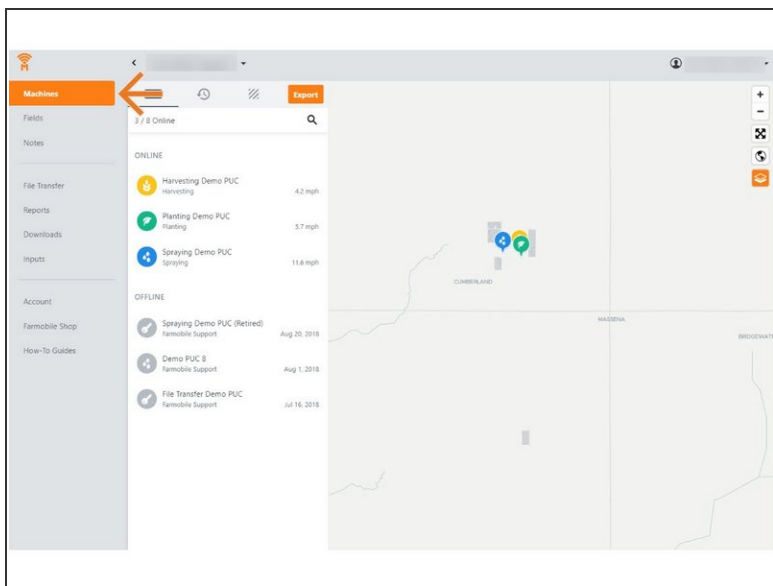 Machines
Fields
Notes
File Transfer
Reports
Downloads
Inputs
Account
Farmobile Shop
How-To Guides
Export
3 / 8 Online
ONLINE
Harvesting Demo PUC
Harvesting 4.2 mph
Planting Demo PUC
Planting 5.7 mph
Spraying Demo PUC
Spraying 11.6 mph
OFFLINE
Spraying Demo PUC (Retired)
Farmobile Support Aug 20, 2018
Demo PUC 8
Farmobile Support Aug 1, 2018
File Transfer Demo PUC
Farmobile Support Jul 16, 2018
CUMBERLAND
MASSENA
BRIDGEWAT